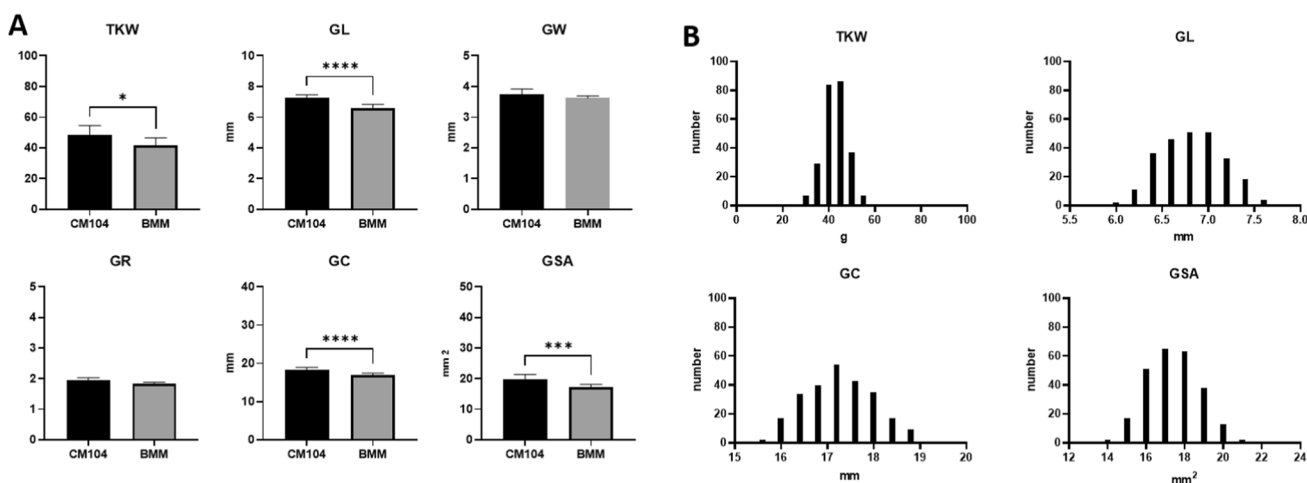 A
TKW
100
80
60
40
20
0
*
CM104 BMM
GL
mm
10
8
6
4
2
0
****
CM104 BMM
GW
mm
5
4
3
2
1
0
CM104 BMM
GR
5
4
3
2
1
0
CM104 BMM
GC
mm
40
30
20
10
0
****
CM104 BMM
GSA
mm 2
50
40
30
20
10
0
***
CM104 BMM
B
TKW
number
100
80
60
40
20
0
0 20 40 60 80 100
g
GL
number
100
80
60
40
20
0
5.5 6.0 6.5 7.0 7.5 8.0
mm
GC
number
100
80
60
40
20
0
15 16 17 18 19 20
mm
GSA
number
100
80
60
40
20
0
12 14 16 18 20 22 24
mm²